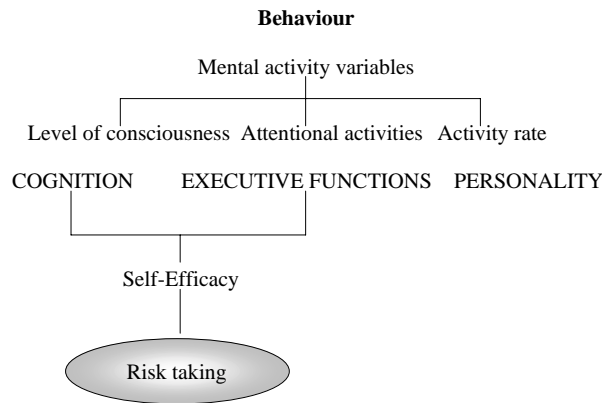 Behaviour
Mental activity variables
Level of consciousness Attentional activities Activity rate
COGNITION EXECUTIVE FUNCTIONS PERSONALITY
Self-Efficacy
Risk taking